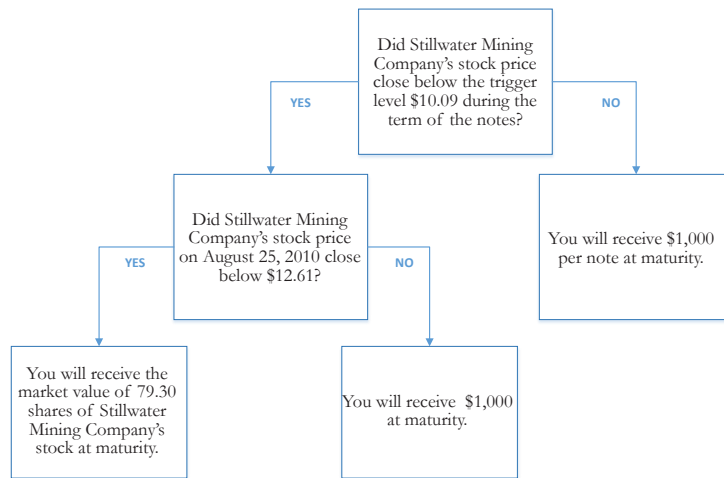 Did Stillwater Mining
Company's stock price
close below the trigger
level $10.09 during the
term of the notes?
YES
NO
Did Stillwater Mining
Company's stock price
on August 25, 2010 close
below $12.61?
You will receive $1,000
per note at maturity.
YES
NO
You will receive the
market value of 79.30
shares of Stillwater
Mining Company's
stock at maturity.
You will receive $1,000
at maturity.